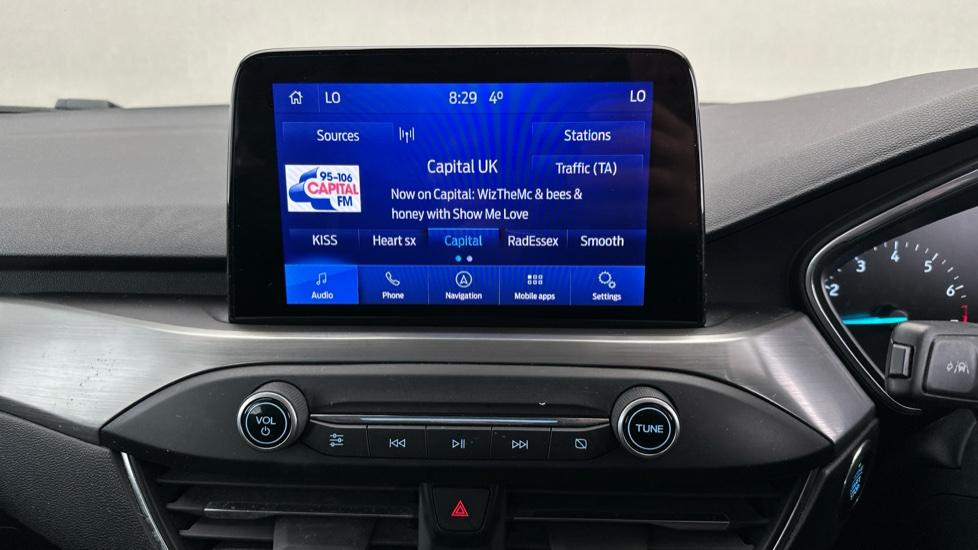 LO 8:29 4° LO
Sources Stations
Capital UK Traffic (TA)
95-106
CAPITAL
FM
Now on Capital: WizTheMc & bees &
honey with Show Me Love
KISS Heart sx Capital RadEssex Smooth
Audio Phone Navigation Mobile apps Settings
2 3 4 5 6
VOL
TUNE